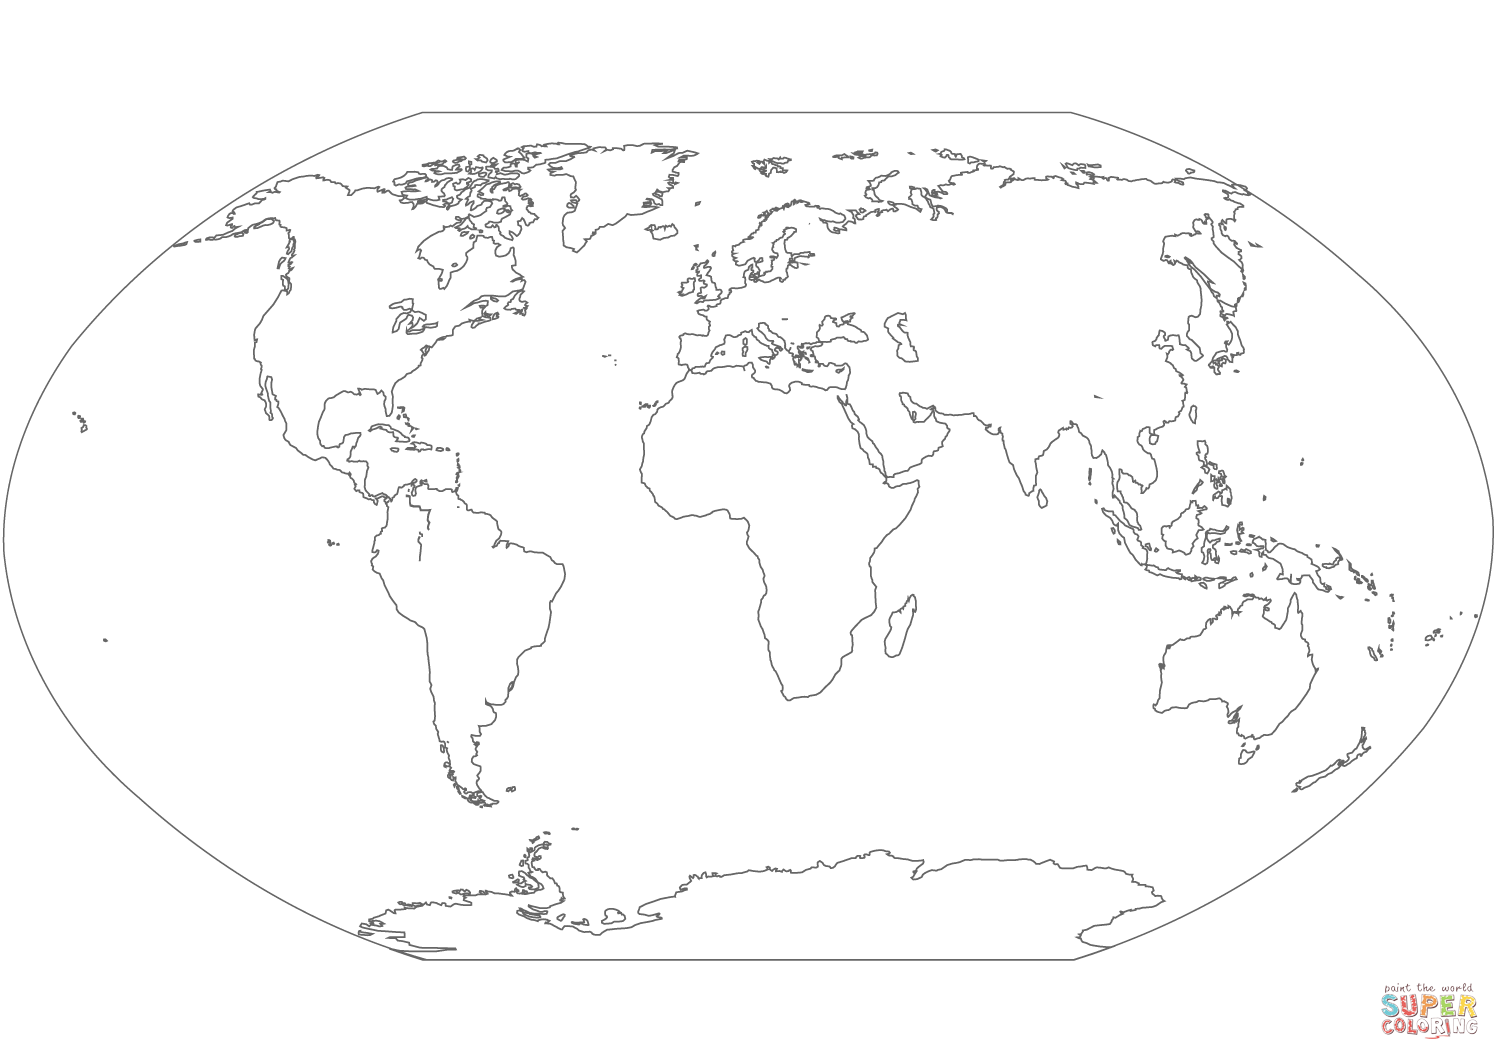 paint the world
SUPER
COLORING